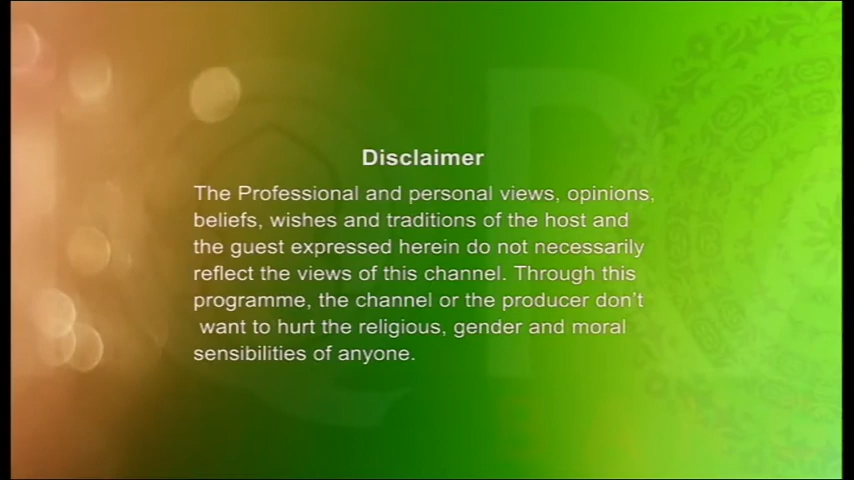 Disclaimer
The Professional and personal views, opinions,
beliefs, wishes and traditions of the host and
the guest expressed herein do not necessarily
reflect the views of this channel. Through this
programme, the channel or the producer don't
want to hurt the religious, gender and moral
sensibilities of anyone.